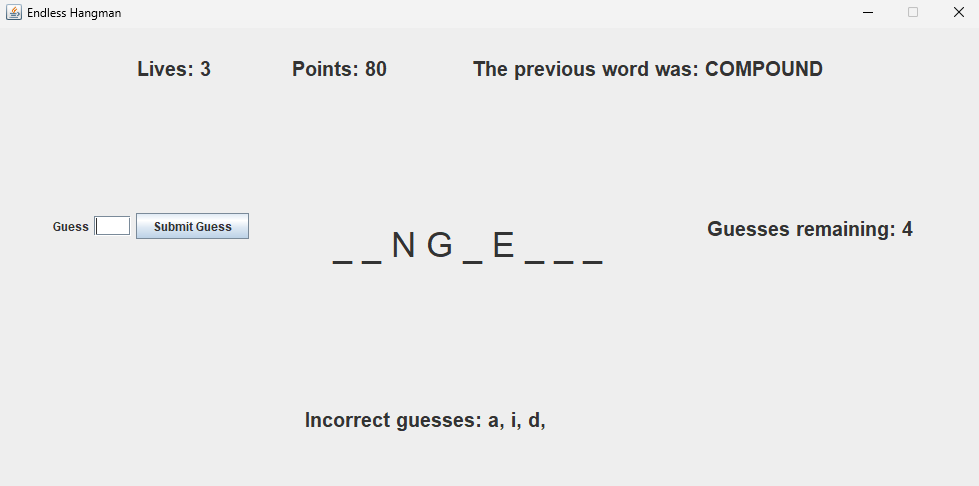 Endless Hangman
Lives: 3 Points: 80 The previous word was: COMPOUND
Guess Submit Guess
Guesses remaining: 4
_ _ N G _ E _ _ _
Incorrect guesses: a, i, d,